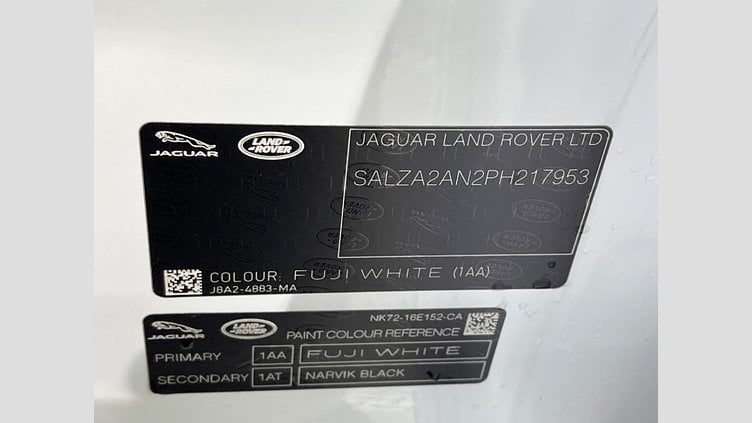 JAGUAR
LAND ROVER
JAGUAR LAND ROVER LTD
SALZA2AN2PH217953
COLOUR: FUJI WHITE (1AA)
J8A2-4883-MA
NK72-16E152-CA
JAGUAR
LAND ROVER
PAINT COLOUR REFERENCE
PRIMARY 1AA FUJI WHITE
SECONDARY 1AT NARVIK BLACK